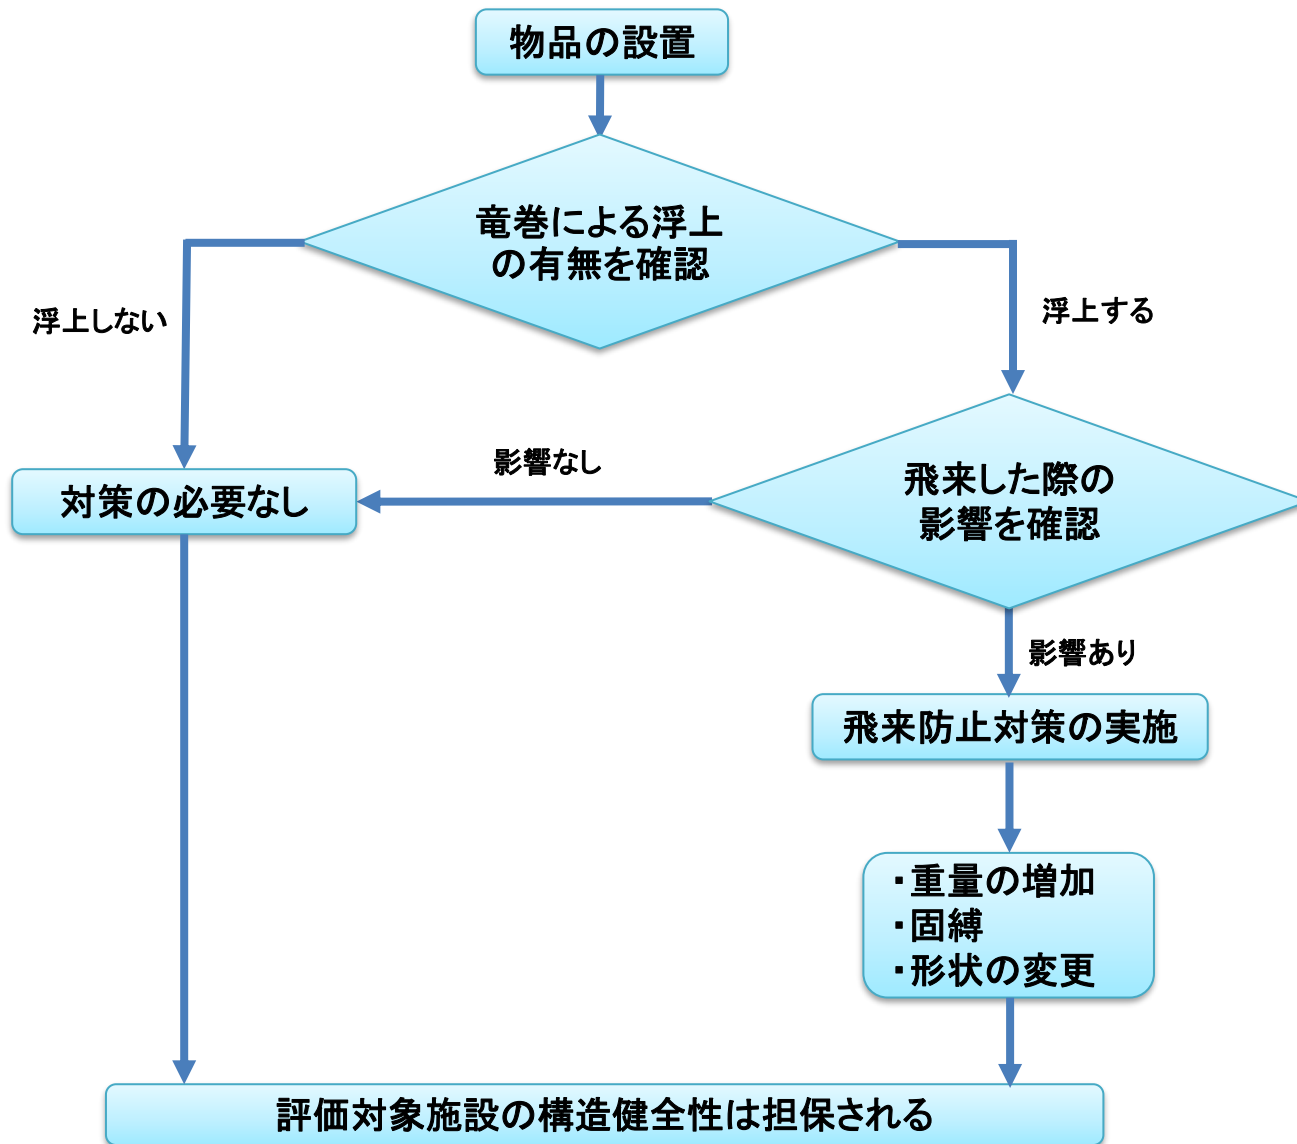 物品の設置
竜巻による浮上
の有無を確認
浮上しない
浮上する
影響なし
飛来した際の
影響を確認
対策の必要なし
影響あり
飛来防止対策の実施
・重量の増加
・固縛
・形状の変更
評価対象施設の構造健全性は担保される